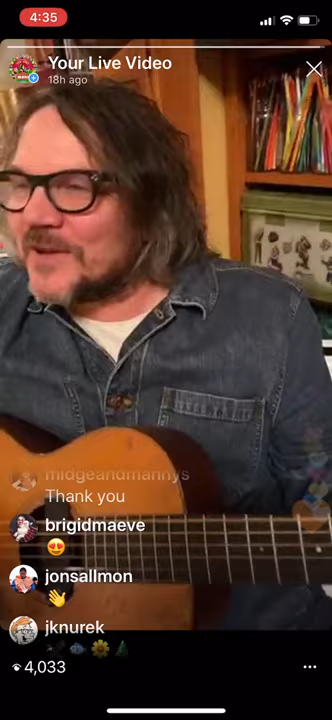 4:35
Your Live Video
18h ago
midgeandmannys
Thank you
brigidmaeve
😍
jonsallmon
👋
jknurek
4,033